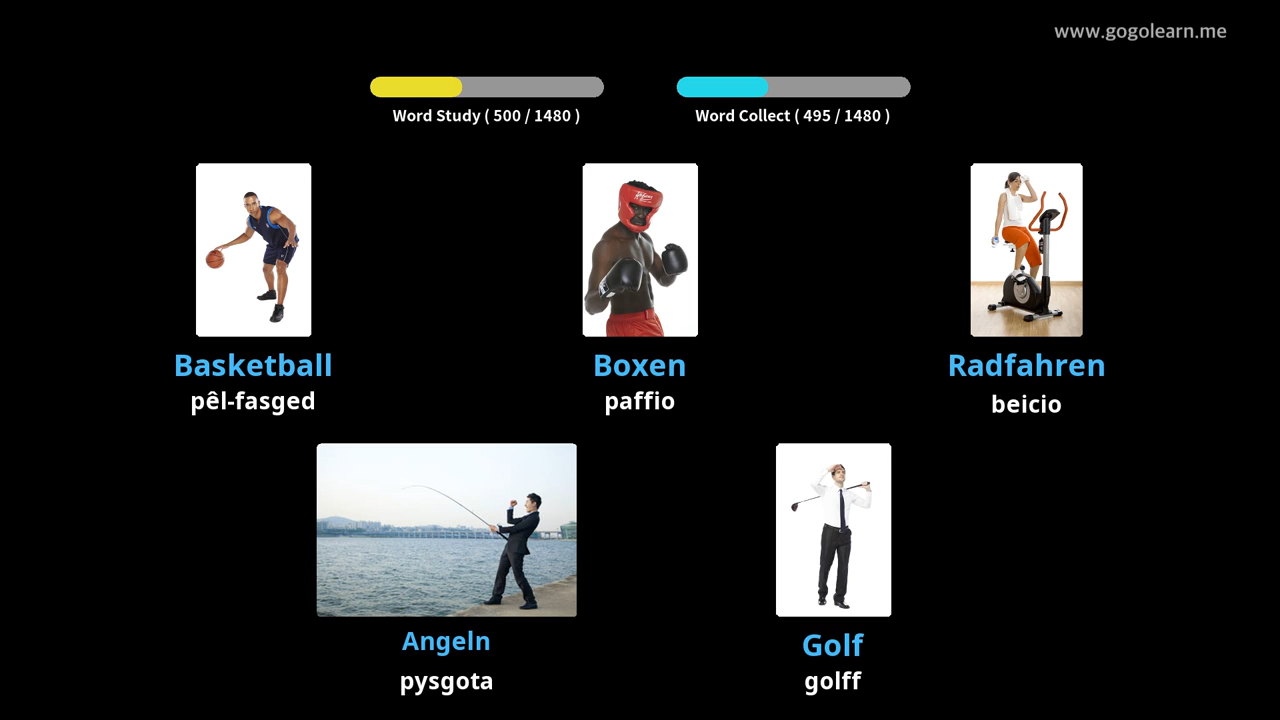 www.gogolearn.me
Word Study ( 500 / 1480 )
Word Collect ( 495 / 1480 )
Basketball
pêl-fasged
Boxen
paffio
Radfahren
beicio
Angeln
pysgota
Golf
golff